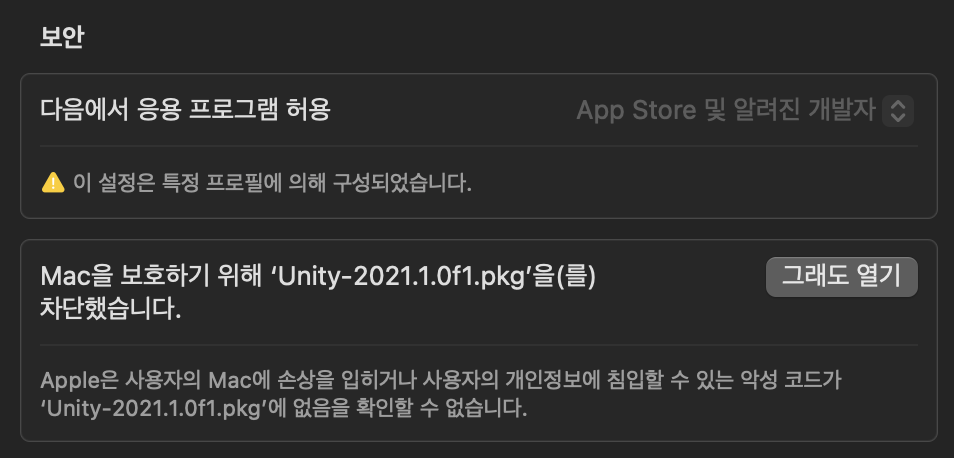 보안
다음에서 응용 프로그램 허용
App Store 및 알려진 개발자
이 설정은 특정 프로필에 의해 구성되었습니다.
Mac을 보호하기 위해 ‘Unity-2021.1.0f1.pkg’을(를)
차단했습니다.
그래도 열기
Apple은 사용자의 Mac에 손상을 입히거나 사용자의 개인정보에 침입할 수 있는 악성 코드가
‘Unity-2021.1.0f1.pkg’에 없음을 확인할 수 없습니다.